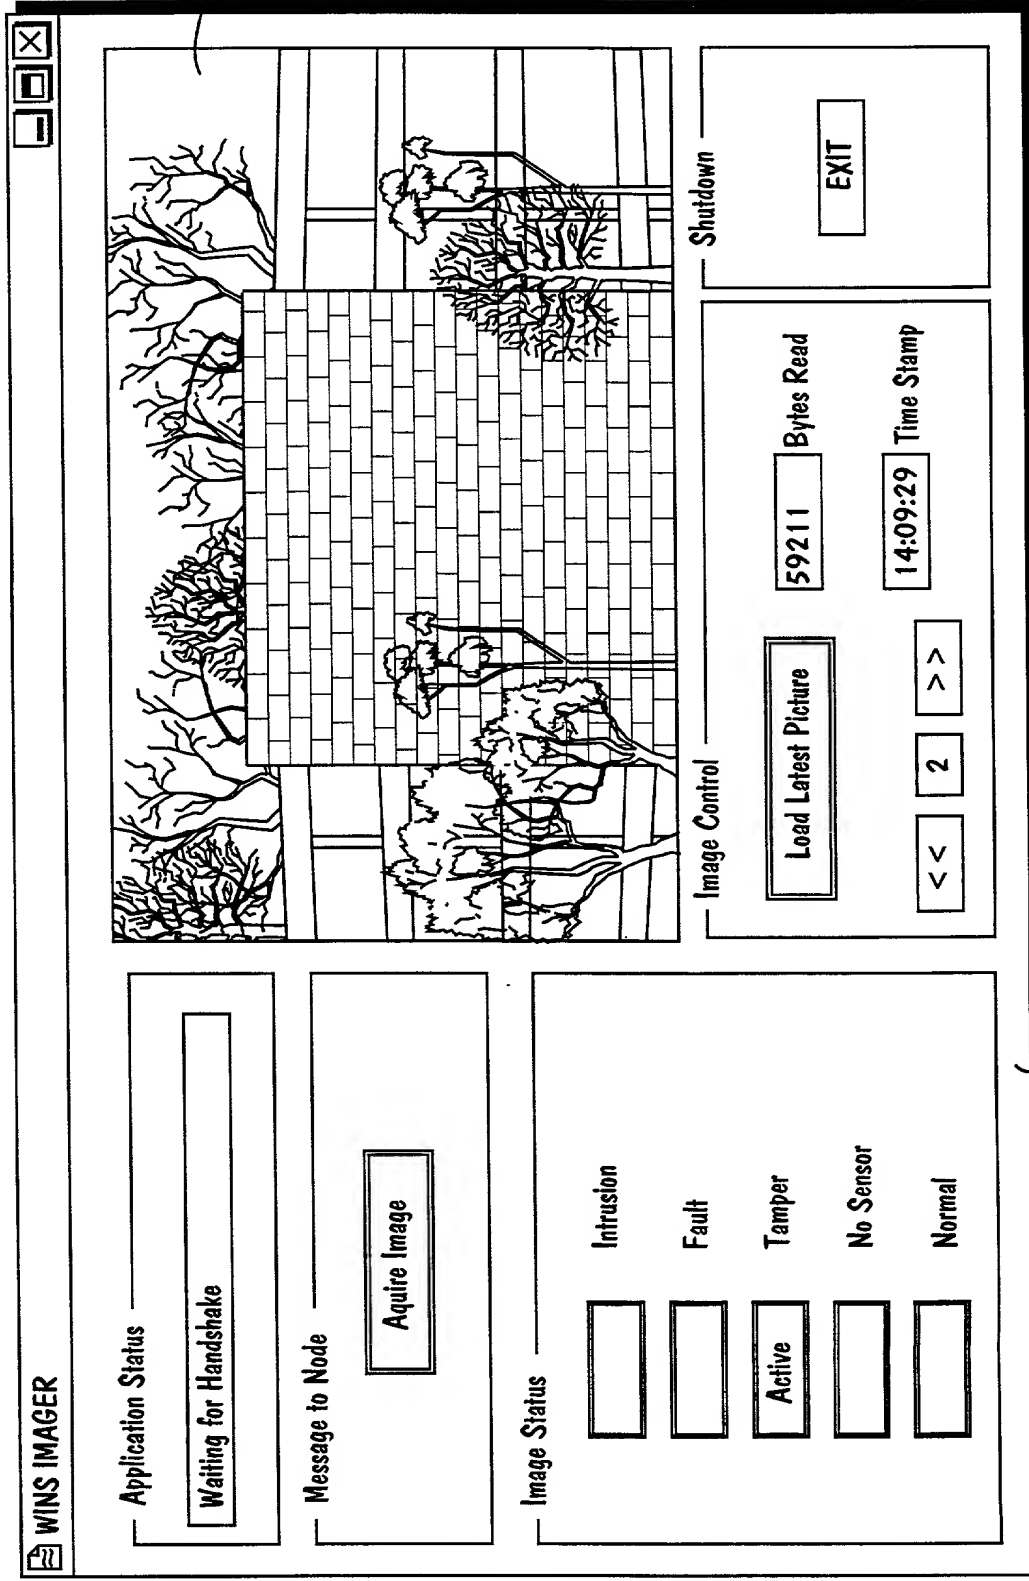 WINS IMAGER
Application Status
Waiting for Handshake
Message to Node
Aquire Image
Image Status
Intrusion
Fault
Active Tamper
No Sensor
Normal
Image Control
Load Latest Picture
59211 Bytes Read
<< 2 >>
14:09:29 Time Stamp
Shutdown
EXIT